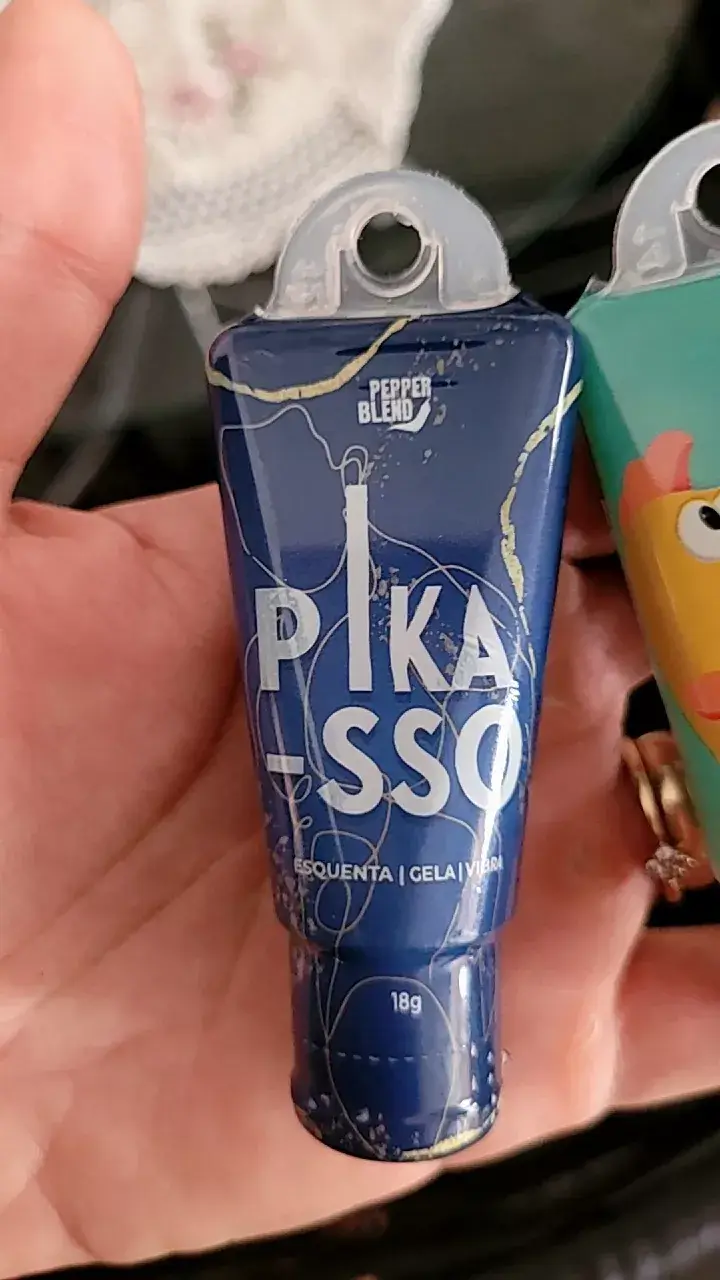 PEPPER
BLEND
PIKA
-SSO
ESQUENTA | GELA | VIBRA
18g